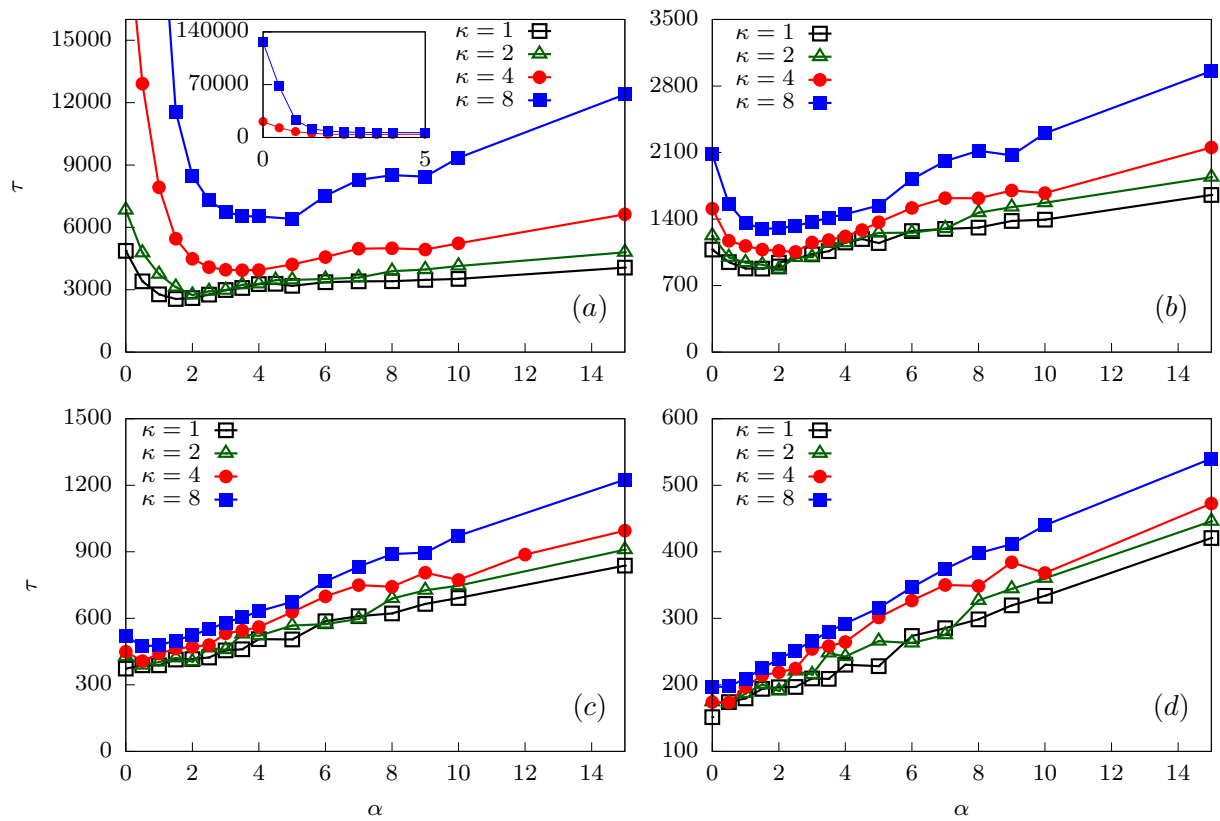 15000
12000
9000
6000
3000
0
τ
0 2 4 6 8 10 12 14
140000
70000
0
0 5
κ = 1
κ = 2
κ = 4
κ = 8
(a)
3500
2800
2100
1400
700
0
0 2 4 6 8 10 12 14
κ = 1
κ = 2
κ = 4
κ = 8
(b)
1500
1200
900
600
300
0
τ
0 2 4 6 8 10 12 14
α
κ = 1
κ = 2
κ = 4
κ = 8
(c)
600
500
400
300
200
100
0 2 4 6 8 10 12 14
α
κ = 1
κ = 2
κ = 4
κ = 8
(d)